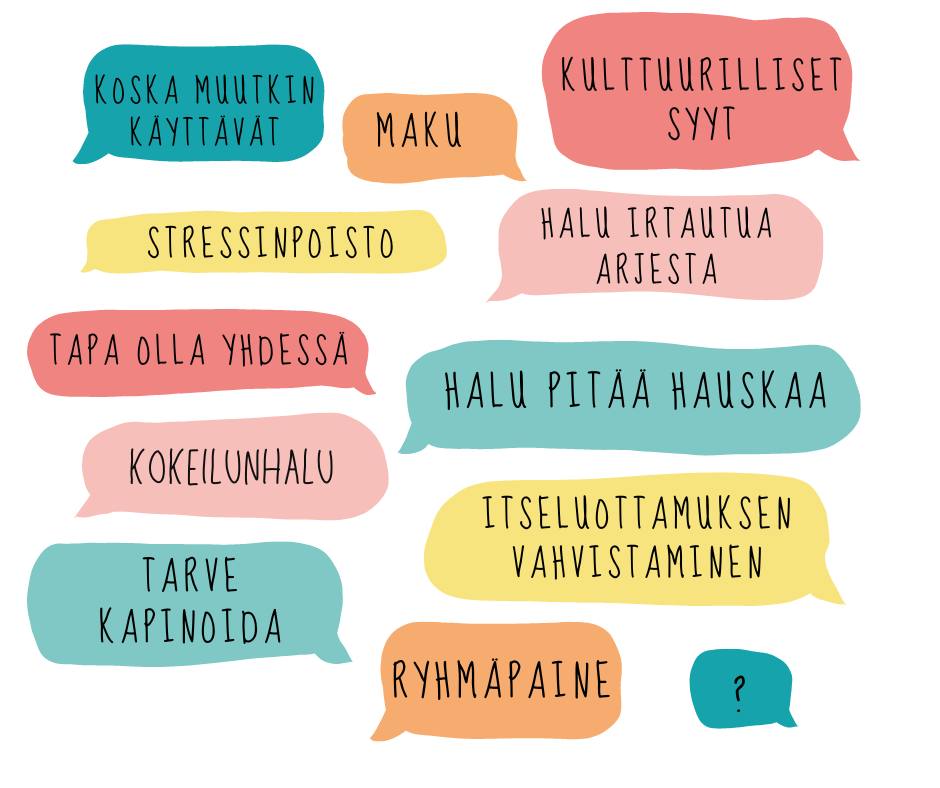 KOSKA MUUTKIN
KÄYTTÄVÄT
MAKU
KULTTUURILLISET
SYYT
STRESSINPOISTO
HALU IRTAUTUA
ARJESTA
TAPA OLLA YHDESSÄ
HALU PITÄÄ HAUSKAA
KOKEILUNHALU
ITSELUOTTAMUKSEN
VAHVISTAMINEN
TARVE
KAPINOIDA
RYHMÄPAINE
?